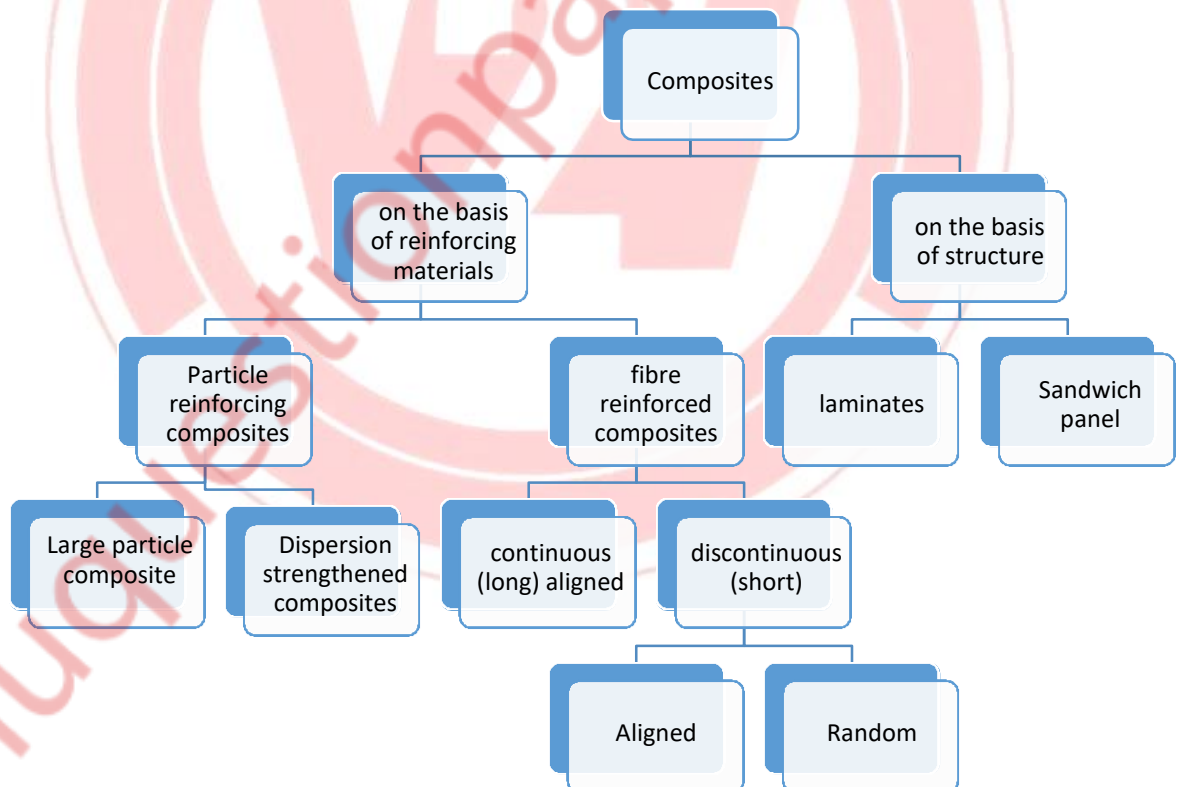 Composites
on the basis
of reinforcing
materials
on the basis
of structure
Particle
reinforcing
composites
fibre
reinforced
composites
laminates
Sandwich
panel
Large particle
composite
Dispersion
strengthened
composites
continuous
(long) aligned
discontinuous
(short)
Aligned
Random
uquestionpa